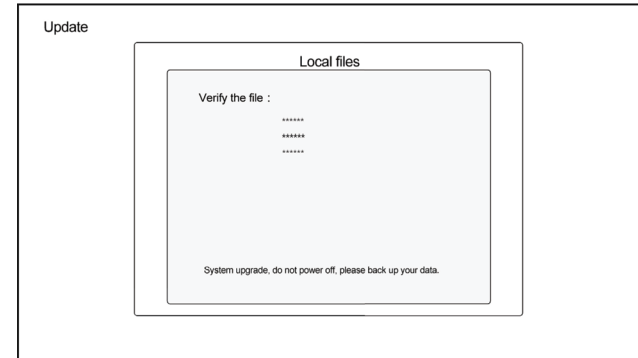 Update
Local files
Verify the file：
******
******
******
System upgrade, do not power off, please back up your data.